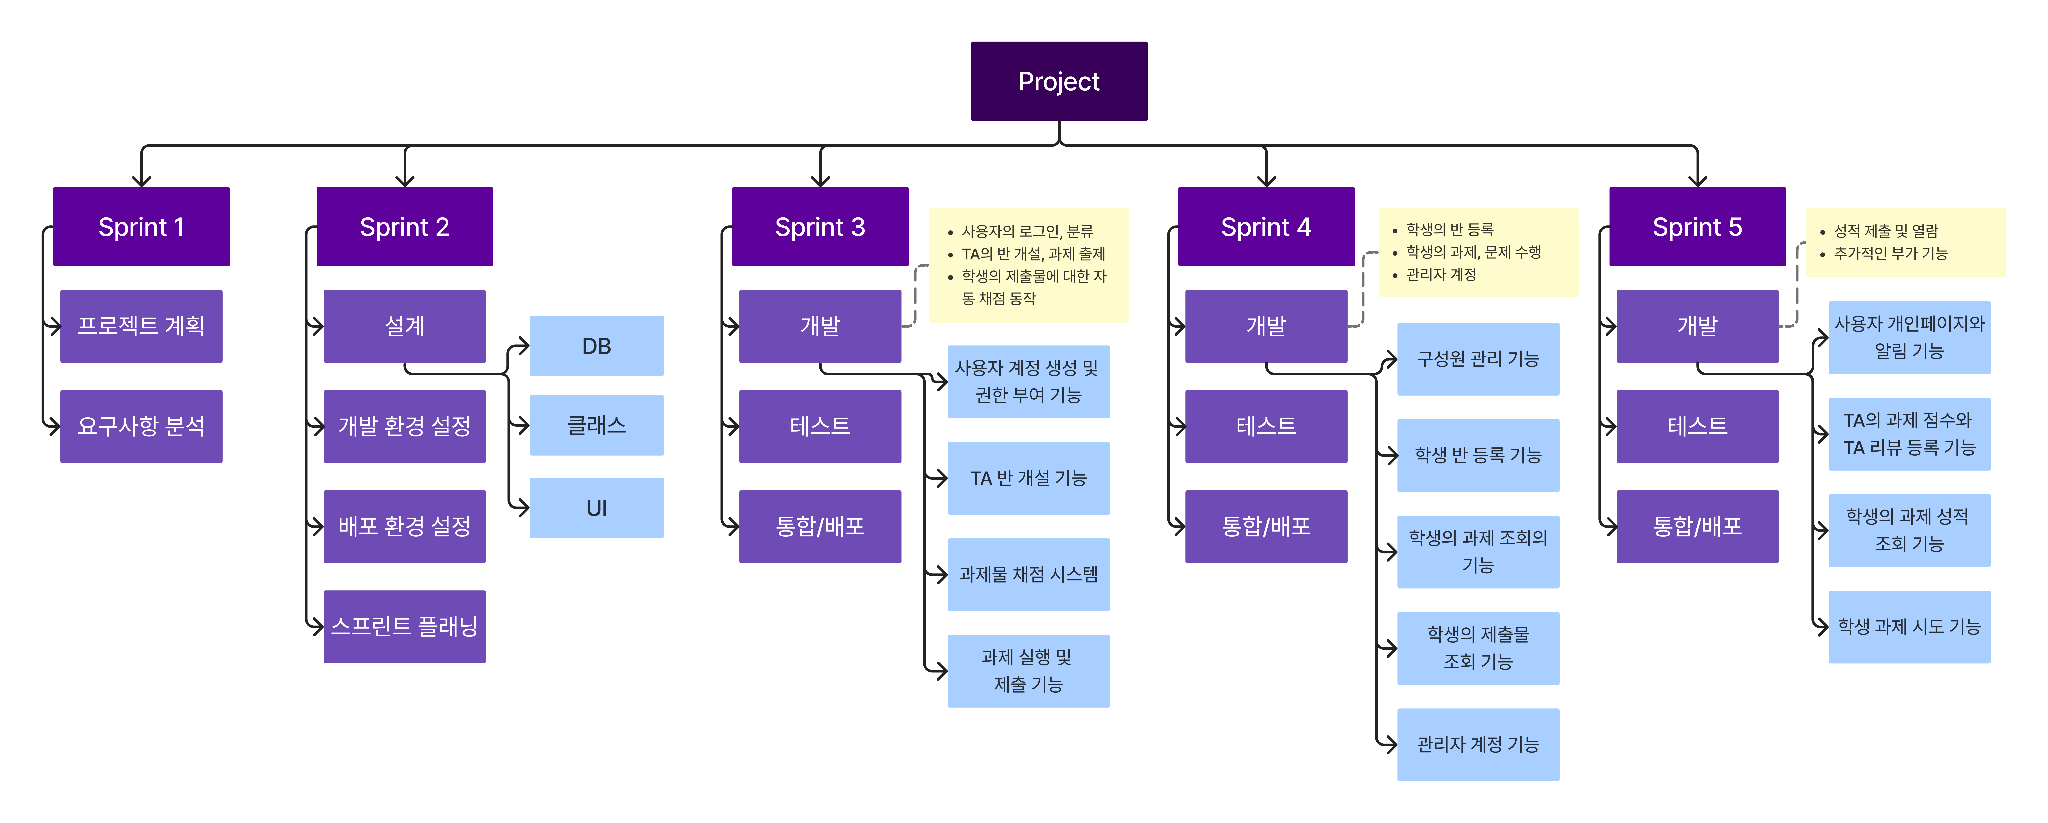 Project
Sprint 1
프로젝트 계획
요구사항 분석
Sprint 2
설계
개발 환경 설정
배포 환경 설정
스프린트 플래닝
DB
클래스
UI
Sprint 3
개발
테스트
통합/배포
• 사용자의 로그인, 분류
• TA의 반 개설, 과제 출제
• 학생의 제출물에 대한 자
동 채점 동작
사용자 계정 생성 및
권한 부여 기능
TA 반 개설 기능
과제물 채점 시스템
과제 실행 및
제출 기능
Sprint 4
개발
테스트
통합/배포
• 학생의 반 등록
• 학생의 과제, 문제 수행
• 관리자 계정
구성원 관리 기능
학생 반 등록 기능
학생의 과제 조회의
기능
학생의 제출물
조회 기능
관리자 계정 기능
Sprint 5
개발
테스트
통합/배포
• 성적 제출 및 열람
• 추가적인 부가 기능
사용자 개인페이지와
알림 기능
TA의 과제 점수와
TA 리뷰 등록 기능
학생의 과제 성적
조회 기능
학생 과제 시도 기능